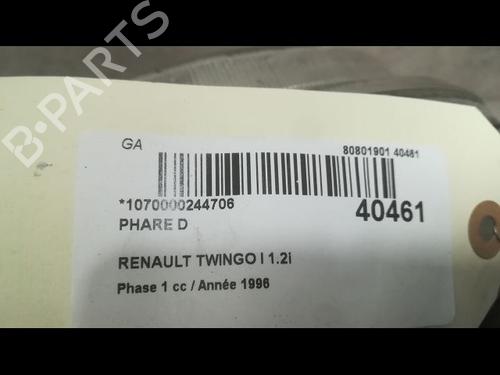 B-PARTS
GA
80801901 40461
*1070000244706
40461
PHARE D
RENAULT TWINGO I 1.2i
Phase 1 cc / Année 1996